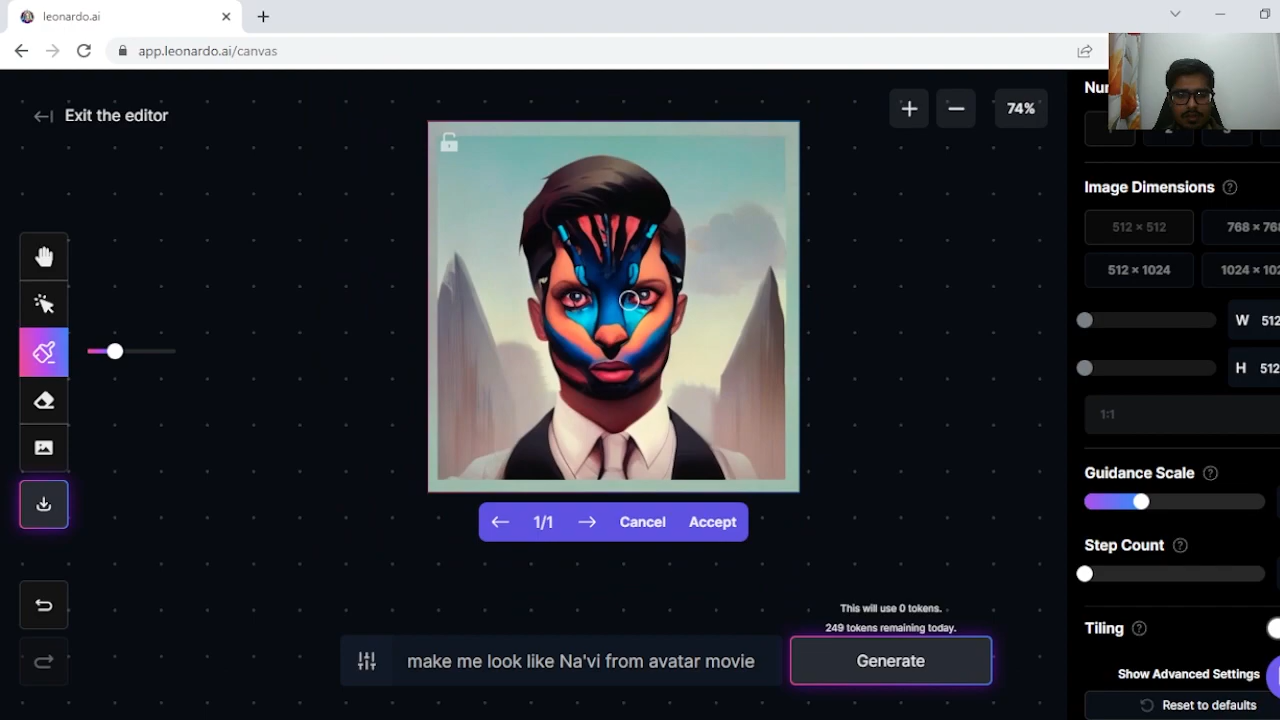 leonardo.ai
app.leonardo.ai/canvas
Exit the editor
74%
Image Dimensions
512 × 512
512 × 1024
W 512
H 512
1:1
Guidance Scale
Step Count
Tiling
Show Advanced Settings
Reset to defaults
1/1
Cancel
Accept
This will use 0 tokens.
249 tokens remaining today.
make me look like Na'vi from avatar movie
Generate